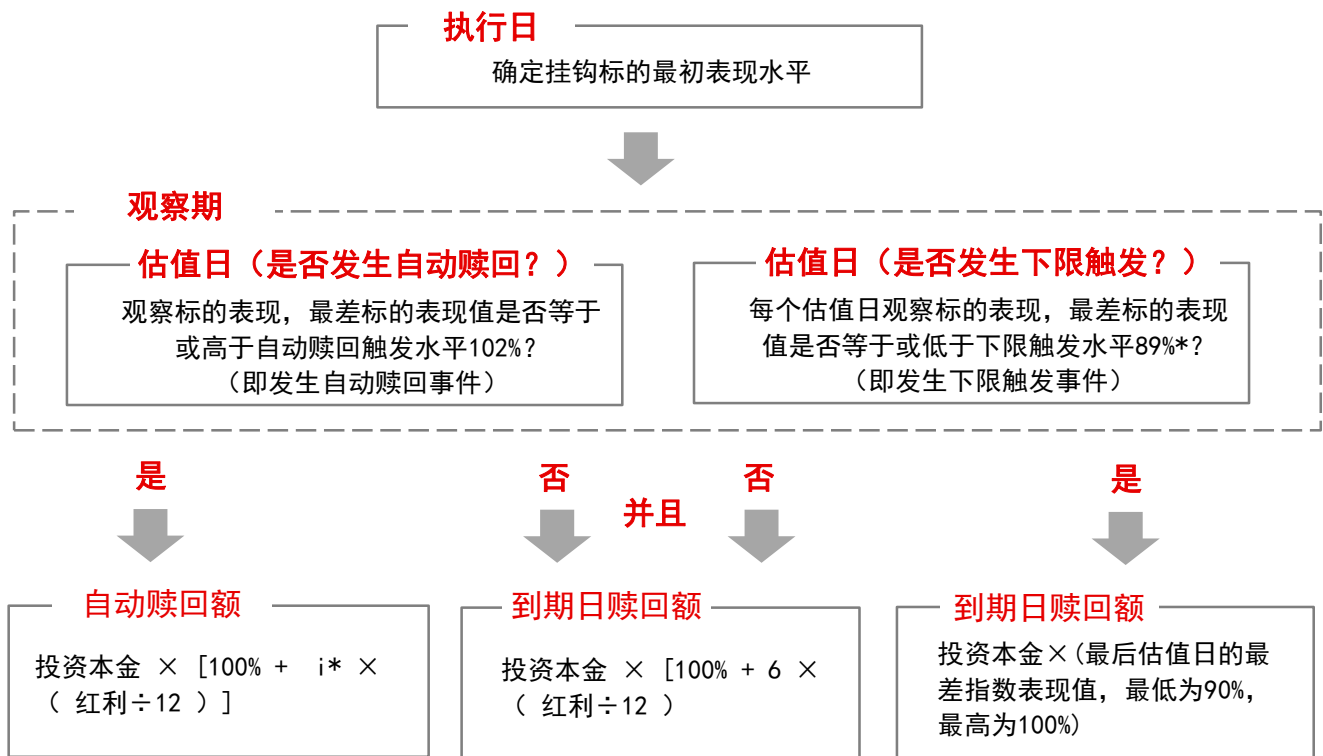 执行日
确定挂钩标的最初表现水平
观察期
估值日（是否发生自动赎回？）
观察标的表现，最差标的表现值是否等于
或高于自动赎回触发水平102%?
（即发生自动赎回事件）
估值日（是否发生下限触发？）
每个估值日观察标的表现，最差标的表现
值是否等于或低于下限触发水平89%*?
（即发生下限触发事件）
是
否
并且
否
是
自动赎回额
投资本金 × [100% + i* ×
（ 红利÷12 ）]
到期日赎回额
投资本金 × [100% + 6 ×
（ 红利÷12 ）
到期日赎回额
投资本金×(最后估值日的最
差指数表现值，最低为90%，
最高为100%)